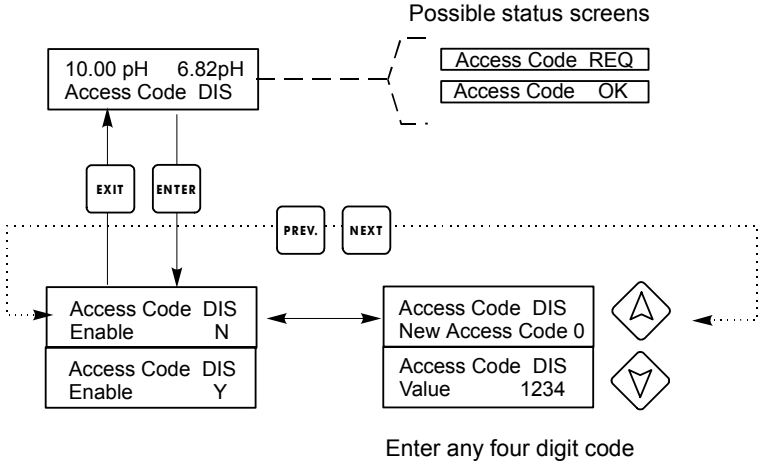 Possible status screens
10.00 pH 6.82pH
Access Code DIS
Access Code REQ
Access Code OK
EXIT
ENTER
PREV.
NEXT
Access Code DIS
Enable N
Access Code DIS
Enable Y
Access Code DIS
New Access Code 0
Access Code DIS
Value 1234
Enter any four digit code